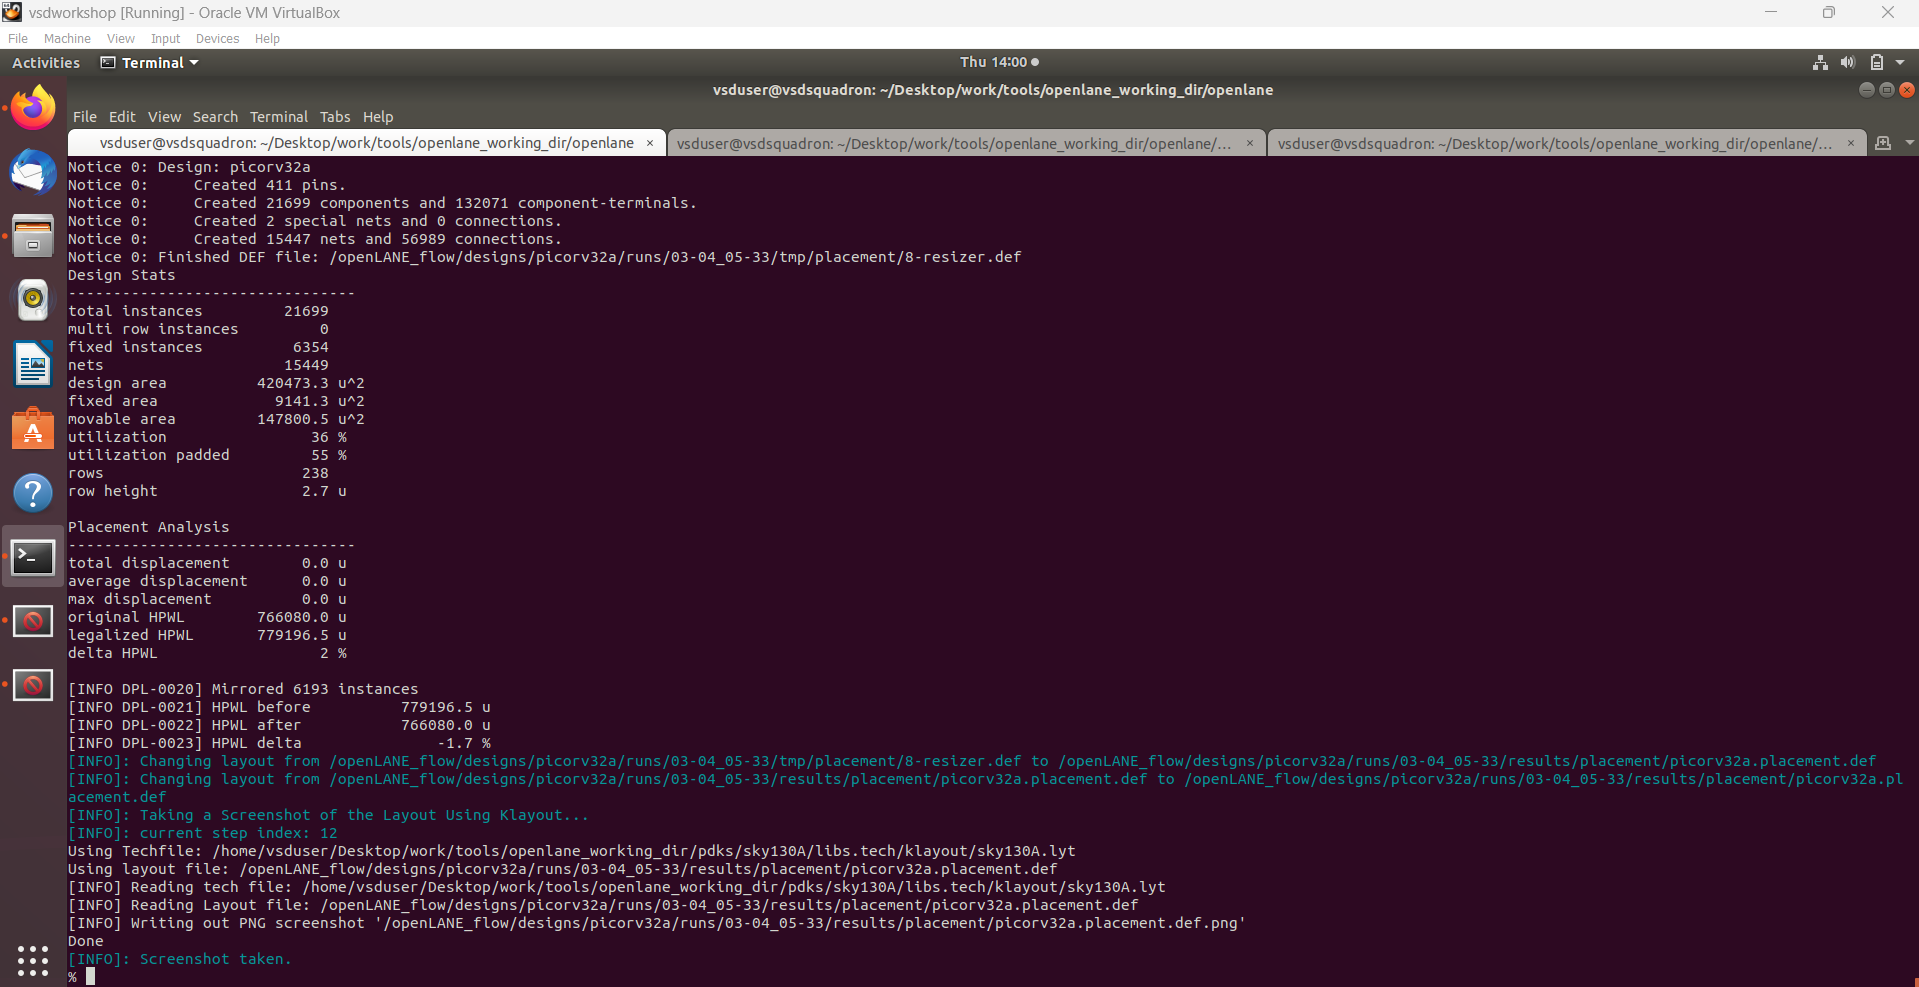 vsdworkshop [Running] - Oracle VM VirtualBox
File Machine View Input Devices Help
Activities Terminal Thu 14:00
vsduser@vsdsquadron: ~/Desktop/work/tools/openlane_working_dir/openlane
File Edit View Search Terminal Tabs Help
vsduser@vsdsquadron: ~/Desktop/work/tools/openlane_working_dir/openlane × vsduser@vsdsquadron: ~/Desktop/work/tools/openlane_working_dir/openlane/... × vsduser@vsdsquadron: ~/Desktop/work/tools/openlane_working_dir/openlane/... ×
Notice 0: Design: picorv32a
Notice 0:     Created 411 pins.
Notice 0:     Created 21699 components and 132071 component-terminals.
Notice 0:     Created 2 special nets and 0 connections.
Notice 0:     Created 15447 nets and 56989 connections.
Notice 0: Finished DEF file: /openLANE_flow/designs/picorv32a/runs/03-04_05-33/tmp/placement/8-resizer.def
Design Stats
--------------------------------
total instances         21699
multi row instances         0
fixed instances          6354
nets                    15449
design area          420473.3 u^2
fixed area             9141.3 u^2
movable area         147800.5 u^2
utilization                36 %
utilization padded         55 %
rows                      238
row height                2.7 u
Placement Analysis
--------------------------------
total displacement        0.0 u
average displacement      0.0 u
max displacement          0.0 u
original HPWL        766080.0 u
legalized HPWL       779196.5 u
delta HPWL                  2 %
[INFO DPL-0020] Mirrored 6193 instances
[INFO DPL-0021] HPWL before          779196.5 u
[INFO DPL-0022] HPWL after           766080.0 u
[INFO DPL-0023] HPWL delta               -1.7 %
[INFO]: Changing layout from /openLANE_flow/designs/picorv32a/runs/03-04_05-33/tmp/placement/8-resizer.def to /openLANE_flow/designs/picorv32a/runs/03-04_05-33/results/placement/picorv32a.placement.def
[INFO]: Changing layout from /openLANE_flow/designs/picorv32a/runs/03-04_05-33/results/placement/picorv32a.placement.def to /openLANE_flow/designs/picorv32a/runs/03-04_05-33/results/placement/picorv32a.pl
acement.def
[INFO]: Taking a Screenshot of the Layout Using Klayout...
[INFO]: current step index: 12
Using Techfile: /home/vsduser/Desktop/work/tools/openlane_working_dir/pdks/sky130A/libs.tech/klayout/sky130A.lyt
Using layout file: /openLANE_flow/designs/picorv32a/runs/03-04_05-33/results/placement/picorv32a.placement.def
[INFO] Reading tech file: /home/vsduser/Desktop/work/tools/openlane_working_dir/pdks/sky130A/libs.tech/klayout/sky130A.lyt
[INFO] Reading Layout file: /openLANE_flow/designs/picorv32a/runs/03-04_05-33/results/placement/picorv32a.placement.def
[INFO] Writing out PNG screenshot '/openLANE_flow/designs/picorv32a/runs/03-04_05-33/results/placement/picorv32a.placement.def.png'
Done
[INFO]: Screenshot taken.
%